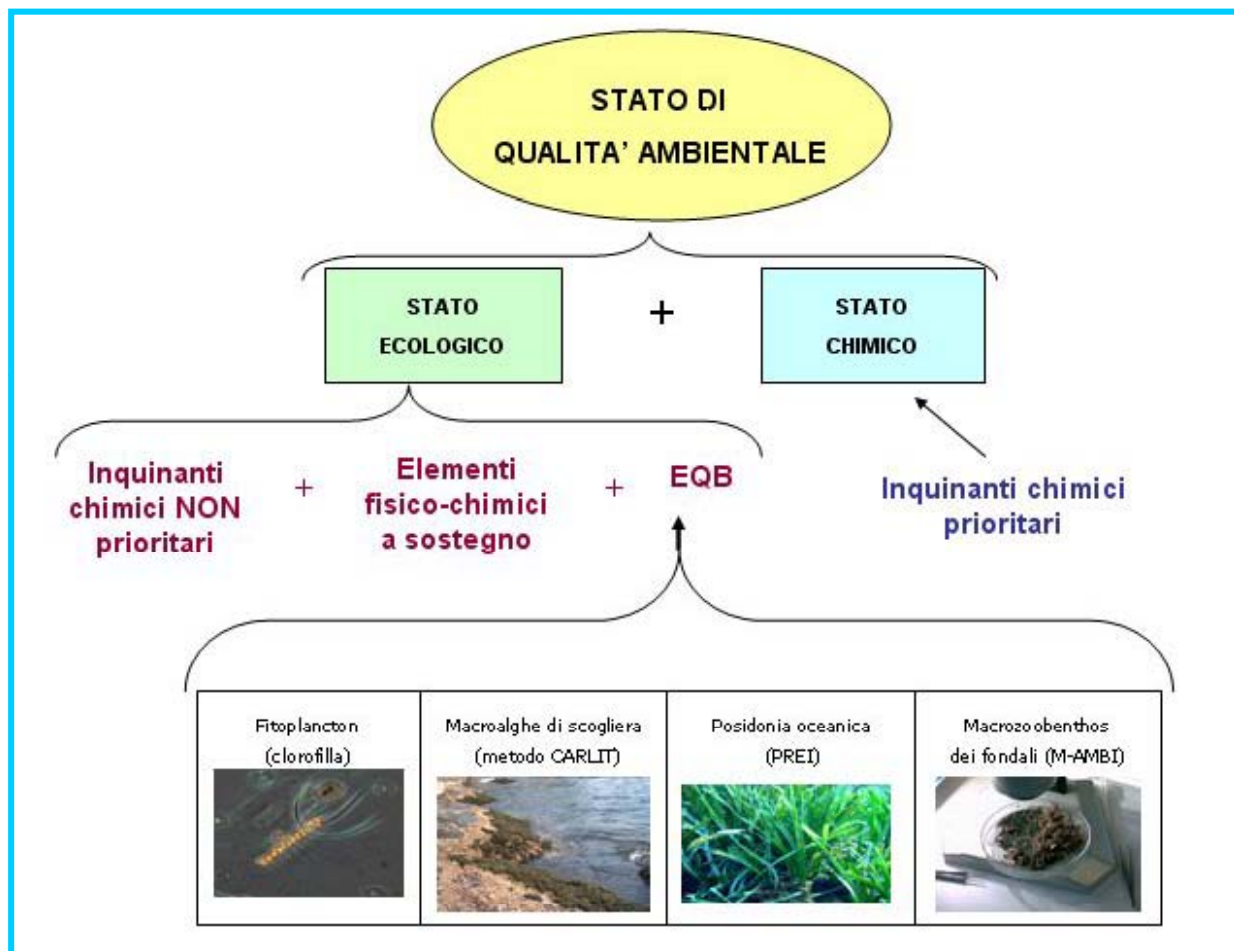 STATO DI
QUALITA' AMBIENTALE
STATO
ECOLOGICO
+
STATO
CHIMICO
Inquinanti
chimici NON
prioritari
+
Elementi
fisico-chimici
a sostegno
+
EQB
Inquinanti chimici
prioritari
Fitoplancton
(clorofilla)
Macroalghe di scogliera
(metodo CARLIT)
Posidonia oceanica
(PREI)
Macrozoobenthos
dei fondali (M-AMBI)